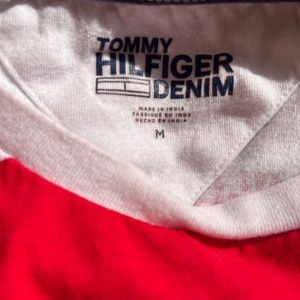 TOMMY
HILFIGER
DENIM
MADE IN INDIA
FABRIQUÉ EN INDE
HECHO EN INDIA
M